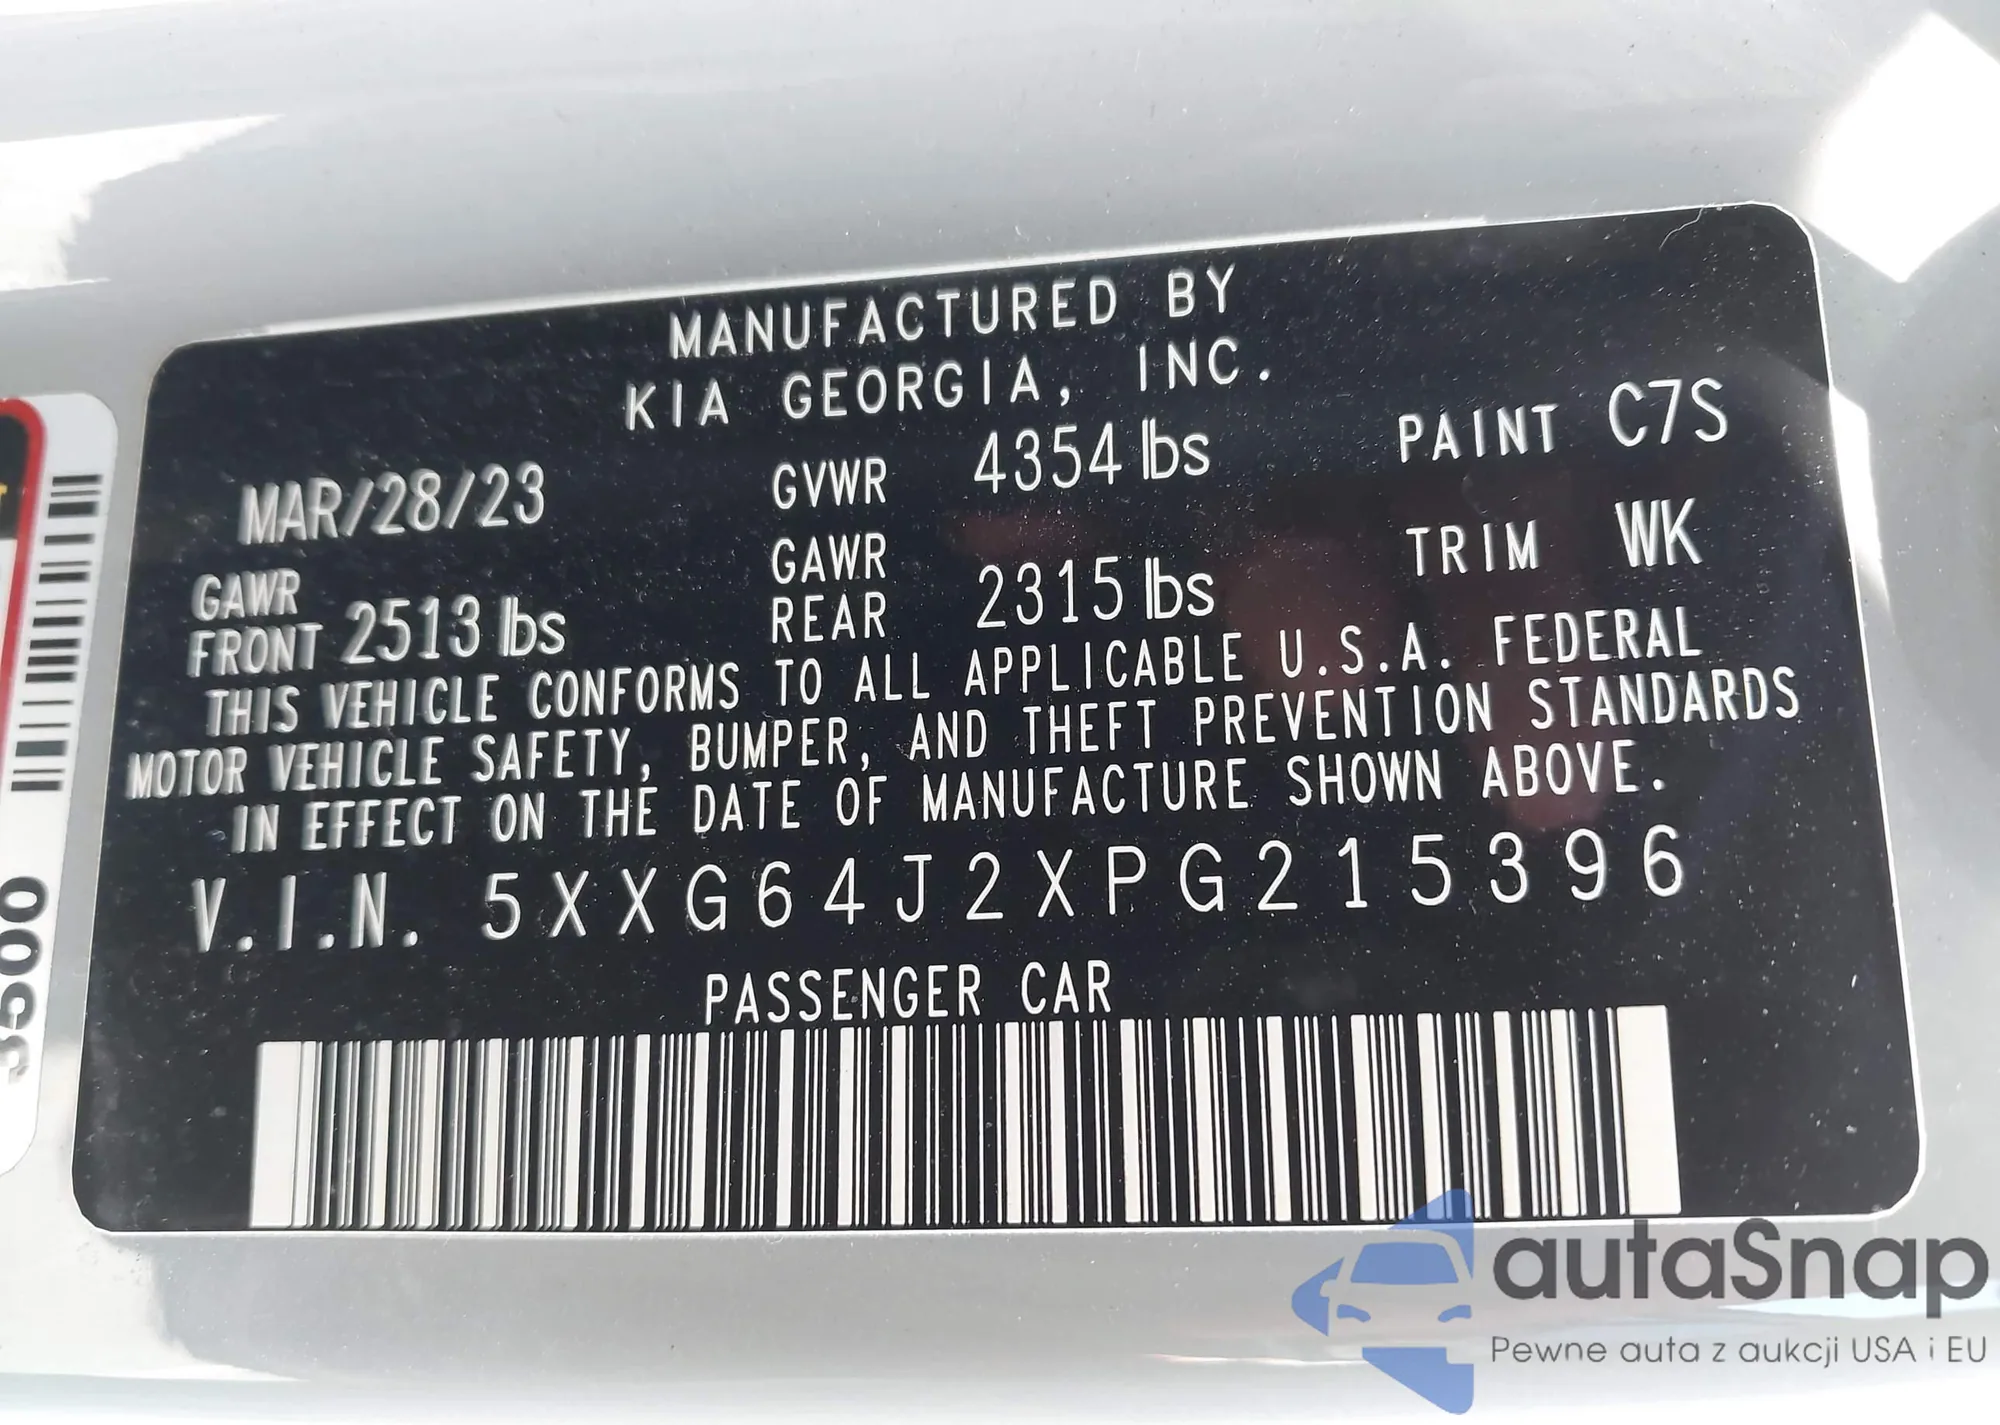 MANUFACTURED BY
KIA GEORGIA, INC.
MAR/28/23 GVWR 4354 lbs PAINT C7S
GAWR FRONT 2513 lbs GAWR REAR 2315 lbs TRIM WK
THIS VEHICLE CONFORMS TO ALL APPLICABLE U.S.A. FEDERAL
MOTOR VEHICLE SAFETY, BUMPER, AND THEFT PREVENTION STANDARDS
IN EFFECT ON THE DATE OF MANUFACTURE SHOWN ABOVE.
V.I.N. 5XXG64J2XPG215396
PASSENGER CAR
3500
autaSnap
Pewne auta z aukcji USA i EU